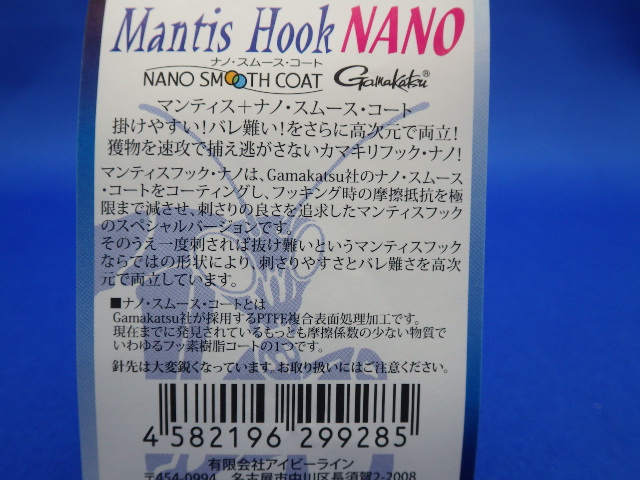 Mantis Hook NANO
ナノ・スムース・コート
NANO SMOOTH COAT Gamakatsu®
マンティス＋ナノ・スムース・コート
掛けやすい!バレ難い!をさらに高次元で両立!
獲物を速攻で捕え逃がさないカマキリフック・ナノ!
マンティスフック・ナノは、Gamakatsu社のナノ・スムース
・コートをコーティングし、フッキング時の摩擦抵抗を極
限まで減させ、刺さりの良さを追求したマンティスフック
のスペシャルバージョンです。
そのうえ一度刺されば抜け難いというマンティスフック
ならではの形状により、刺さりやすさとバレ難さを高次
元で両立しています。
■ナノ・スムース・コートとは
Gamakatsu社が採用するPTFE複合表面処理加工です。
現在までに発見されているもっとも摩擦係数の少ない物質で
いわゆるフッ素樹脂コートの1つです。
針先は大変鋭くなっています。お取り扱いにはご注意ください。
4 582196 299285
有限会社アイビーライン
〒454-0994 名古屋市中川区長須賀2-2008